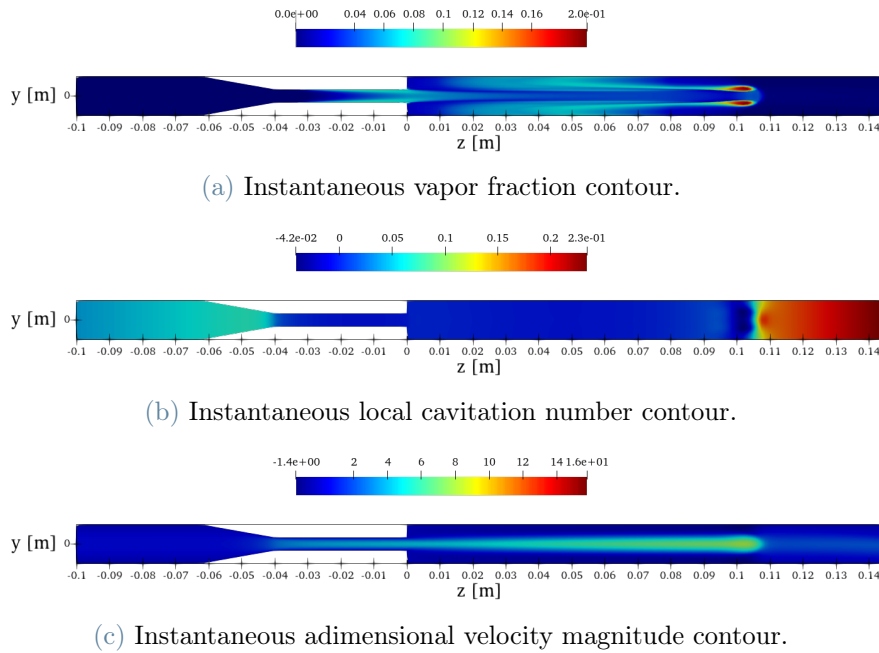 0.0e+00 0.04 0.06 0.08 0.1 0.12 0.14 0.16 2.0e-01
y [m] 0
-0.1 -0.09 -0.08 -0.07 -0.06 -0.05 -0.04 -0.03 -0.02 -0.01 0 0.01 0.02 0.03 0.04 0.05 0.06 0.07 0.08 0.09 0.1 0.11 0.12 0.13 0.14
z [m]
(a) Instantaneous vapor fraction contour.
-4.2e-02 0 0.05 0.1 0.15 0.2 2.3e-01
y [m] 0
-0.1 -0.09 -0.08 -0.07 -0.06 -0.05 -0.04 -0.03 -0.02 -0.01 0 0.01 0.02 0.03 0.04 0.05 0.06 0.07 0.08 0.09 0.1 0.11 0.12 0.13 0.14
z [m]
(b) Instantaneous local cavitation number contour.
-1.4e+00 2 4 6 8 10 12 14 1.6e+01
y [m] 0
-0.1 -0.09 -0.08 -0.07 -0.06 -0.05 -0.04 -0.03 -0.02 -0.01 0 0.01 0.02 0.03 0.04 0.05 0.06 0.07 0.08 0.09 0.1 0.11 0.12 0.13 0.14
z [m]
(c) Instantaneous adimensional velocity magnitude contour.